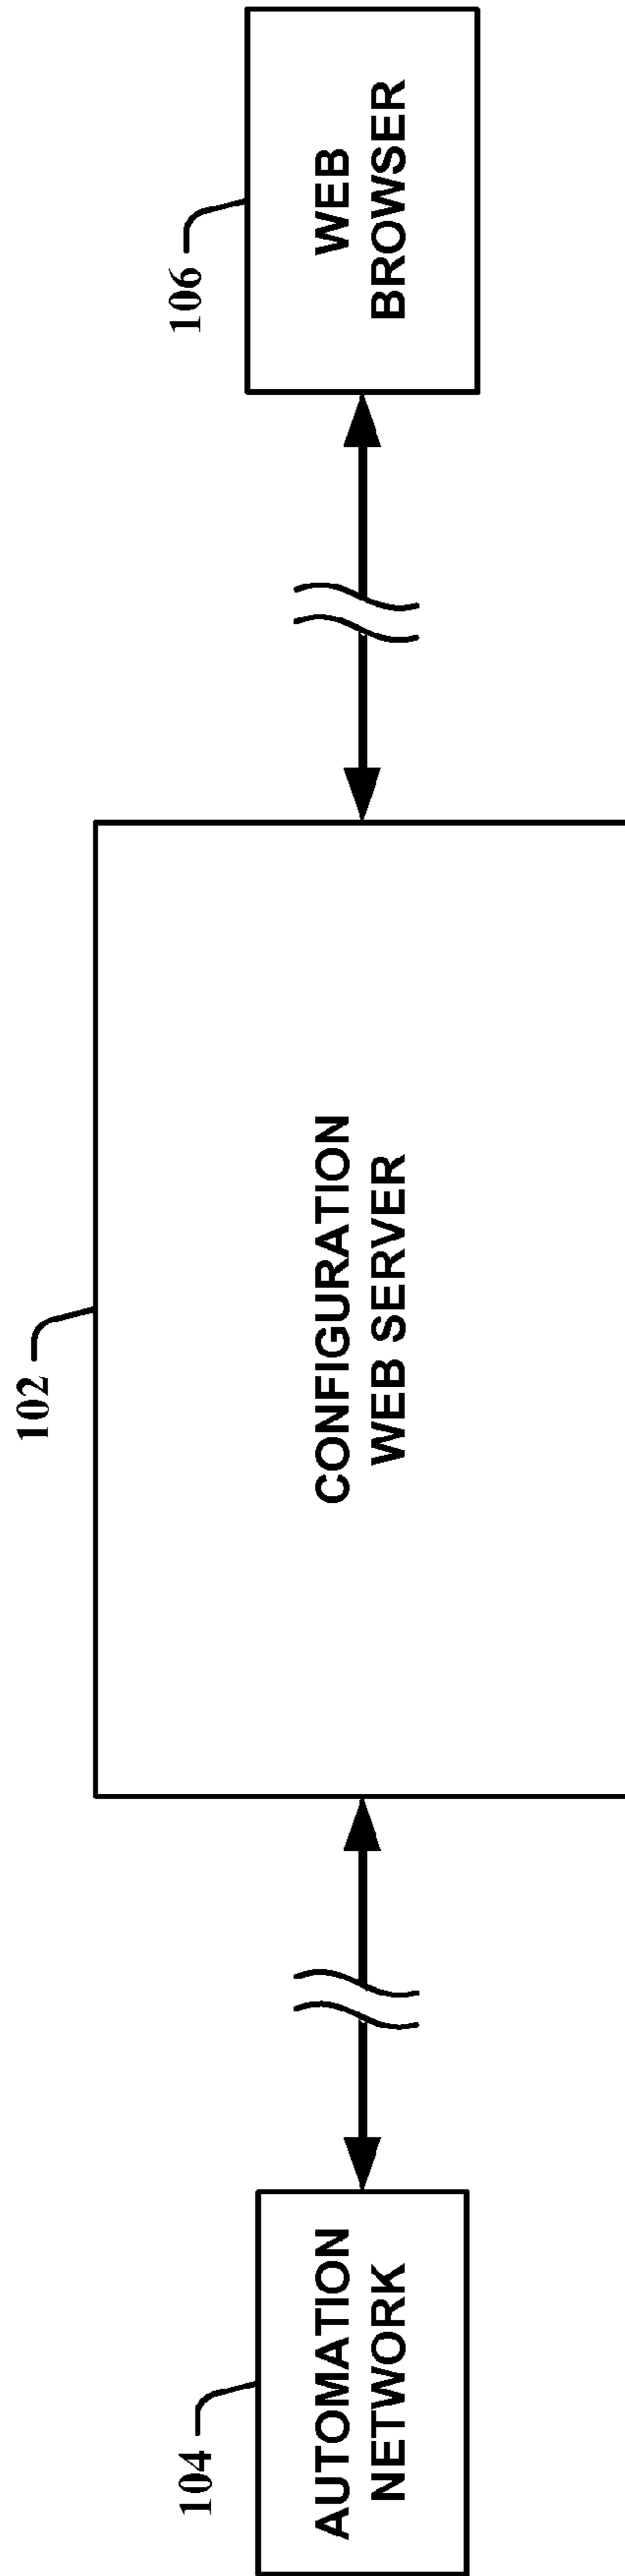 102
104
AUTOMATION
NETWORK
CONFIGURATION
WEB SERVER
106
WEB
BROWSER